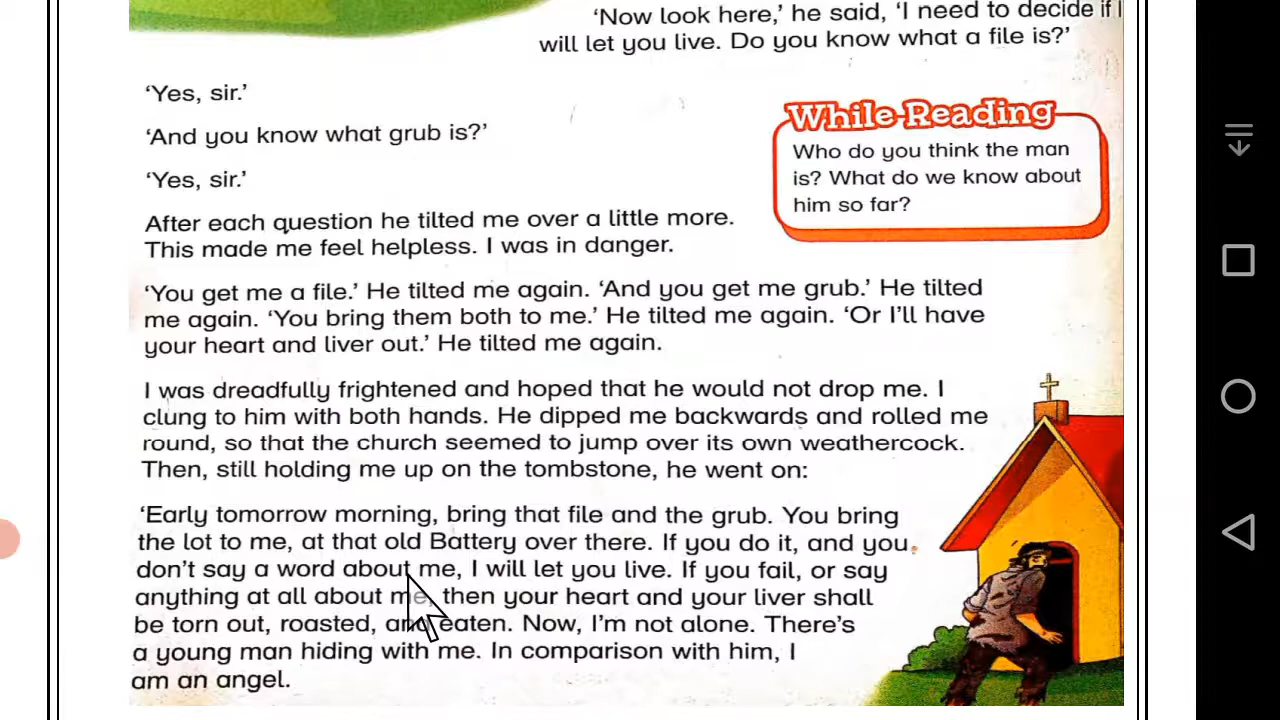 ‘Now look here,’ he said, ‘I need to decide if I
will let you live. Do you know what a file is?’
‘Yes, sir.’
‘And you know what grub is?’
‘Yes, sir.’
While-Reading
Who do you think the man
is? What do we know about
him so far?
After each question he tilted me over a little more.
This made me feel helpless. I was in danger.
‘You get me a file.’ He tilted me again. ‘And you get me grub.’ He tilted
me again. ‘You bring them both to me.’ He tilted me again. ‘Or I’ll have
your heart and liver out.’ He tilted me again.
I was dreadfully frightened and hoped that he would not drop me. I
clung to him with both hands. He dipped me backwards and rolled me
round, so that the church seemed to jump over its own weathercock.
Then, still holding me up on the tombstone, he went on:
‘Early tomorrow morning, bring that file and the grub. You bring
the lot to me, at that old Battery over there. If you do it, and you
don’t say a word about me, I will let you live. If you fail, or say
anything at all about me, then your heart and your liver shall
be torn out, roasted, and eaten. Now, I’m not alone. There’s
a young man hiding with me. In comparison with him, I
am an angel.